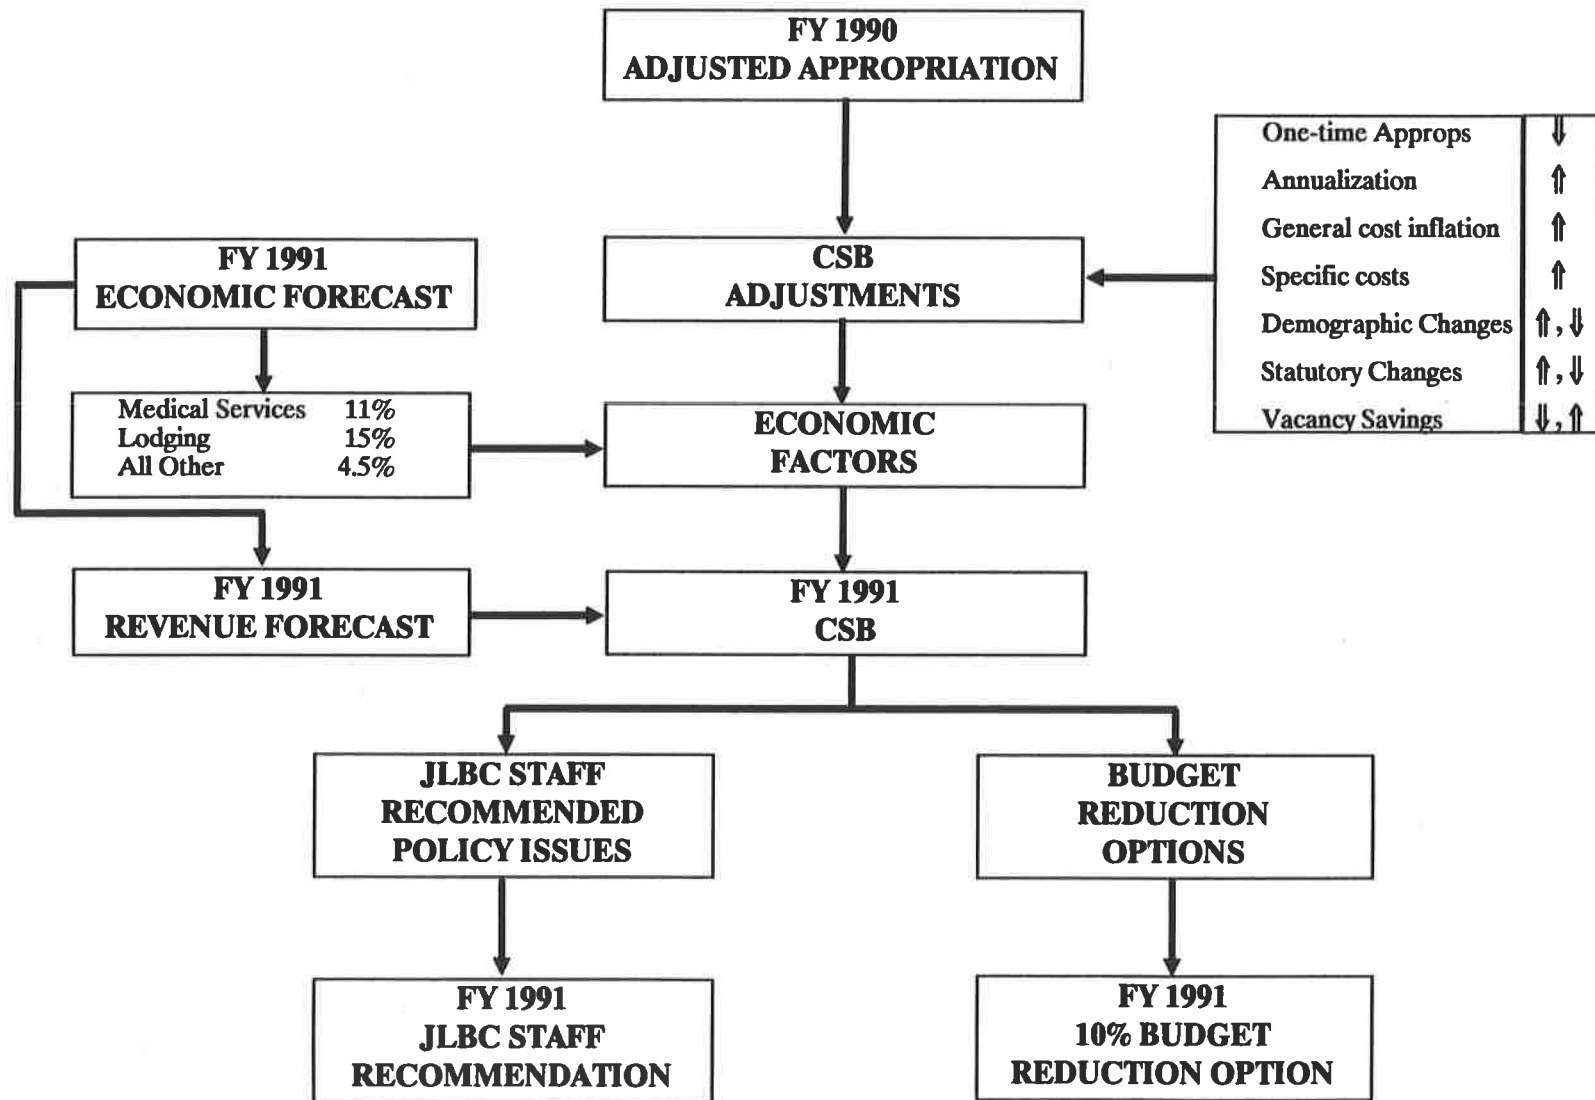 FY 1990
ADJUSTED APPROPRIATION
One-time Approps ⇓
Annualization ⇑
General cost inflation ⇑
Specific costs ⇑
Demographic Changes ⇑, ⇓
Statutory Changes ⇑, ⇓
Vacancy Savings ⇓, ⇑
CSB
ADJUSTMENTS
FY 1991
ECONOMIC FORECAST
Medical Services 11%
Lodging 15%
All Other 4.5%
ECONOMIC
FACTORS
FY 1991
REVENUE FORECAST
FY 1991
CSB
JLBC STAFF
RECOMMENDED
POLICY ISSUES
BUDGET
REDUCTION
OPTIONS
FY 1991
JLBC STAFF
RECOMMENDATION
FY 1991
10% BUDGET
REDUCTION OPTION